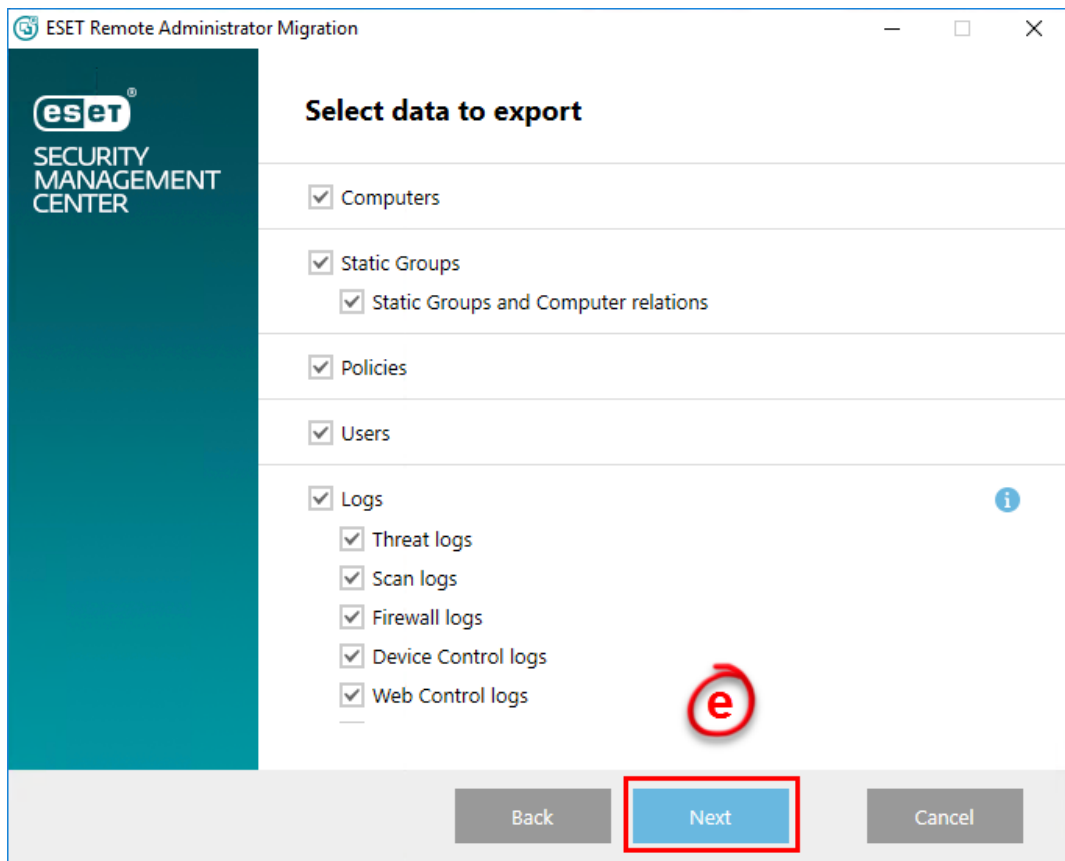 ESET Remote Administrator Migration
eseT®
SECURITY
MANAGEMENT
CENTER
Select data to export
Computers
Static Groups
Static Groups and Computer relations
Policies
Users
Logs
i
Threat logs
Scan logs
Firewall logs
Device Control logs
Web Control logs
e
Back
Next
Cancel